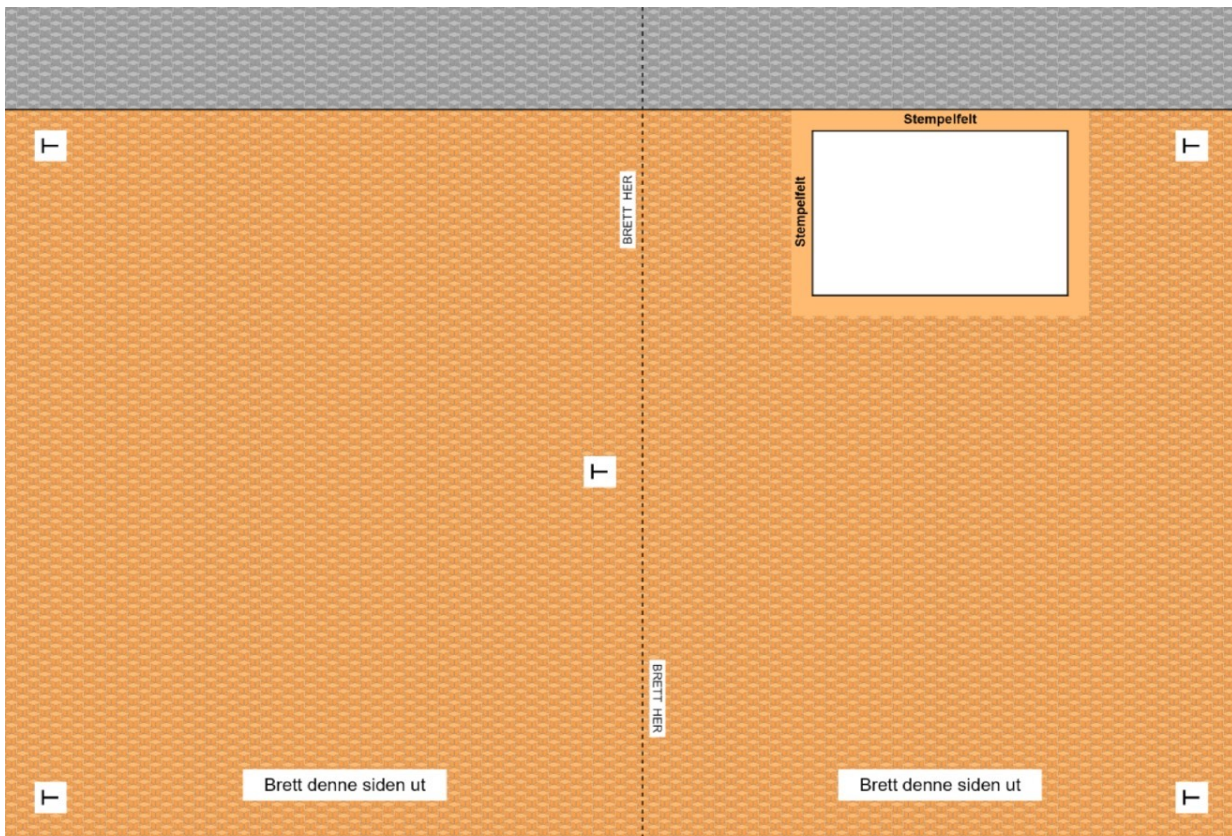 Stempelfelt
T
T
BRETT HER
Stempelfelt
T
BRETT HER
Brett denne siden ut
Brett denne siden ut
T
T